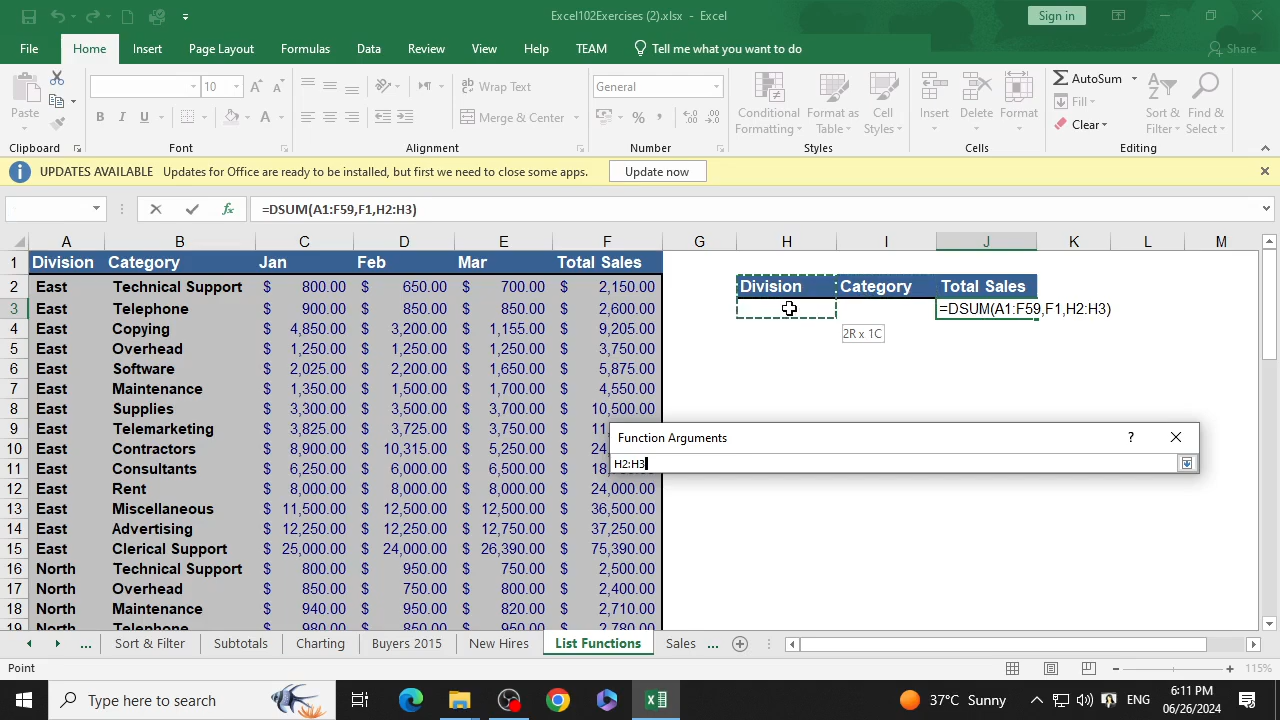 Excel102Exercises (2).xlsx - Excel
Sign in
File Home Insert Page Layout Formulas Data Review View Help TEAM Tell me what you want to do Share
Paste
Clipboard
10
B I U
Font
Wrap Text
Merge & Center
Alignment
General
Number
Conditional Formatting
Format as Table
Cell Styles
Styles
Insert Delete Format
Cells
AutoSum
Fill
Clear
Sort & Filter
Find & Select
Editing
UPDATES AVAILABLE Updates for Office are ready to be installed, but first we need to close some apps. Update now
=DSUM(A1:F59,F1,H2:H3)
A B C D E F G H I J K L M
1 Division Category Jan Feb Mar Total Sales
2 East Technical Support $ 800.00 $ 650.00 $ 700.00 $ 2,150.00 Division Category Total Sales
3 East Telephone $ 900.00 $ 850.00 $ 850.00 $ 2,600.00 =DSUM(A1:F59,F1,H2:H3)
4 East Copying $ 4,850.00 $ 3,200.00 $ 1,155.00 $ 9,205.00 2R x 1C
5 East Overhead $ 1,250.00 $ 1,250.00 $ 1,250.00 $ 3,750.00
6 East Software $ 2,025.00 $ 2,200.00 $ 1,650.00 $ 5,875.00
7 East Maintenance $ 1,350.00 $ 1,500.00 $ 1,700.00 $ 4,550.00
8 East Supplies $ 3,300.00 $ 3,500.00 $ 3,700.00 $ 10,500.00
9 East Telemarketing $ 3,825.00 $ 3,725.00 $ 3,750.00 $ 11
10 East Contractors $ 8,900.00 $ 10,315.00 $ 5,250.00 $ 24
11 East Consultants $ 6,250.00 $ 6,000.00 $ 6,500.00 $ 18
12 East Rent $ 8,000.00 $ 8,000.00 $ 8,000.00 $ 24,000.00
13 East Miscellaneous $ 11,500.00 $ 12,500.00 $ 12,500.00 $ 36,500.00
14 East Advertising $ 12,250.00 $ 12,250.00 $ 12,750.00 $ 37,250.00
15 East Clerical Support $ 25,000.00 $ 24,000.00 $ 26,390.00 $ 75,390.00
16 North Technical Support $ 800.00 $ 950.00 $ 750.00 $ 2,500.00
17 North Overhead $ 850.00 $ 750.00 $ 800.00 $ 2,400.00
18 North Maintenance $ 940.00 $ 950.00 $ 820.00 $ 2,710.00
19 North Telephone $ 980.00 $ 850.00 $ 950.00 $ 2,780.00
Function Arguments ?
H2:H3
... Sort & Filter Subtotals Charting Buyers 2015 New Hires List Functions Sales ...
Point 115%
Type here to search
37°C Sunny
ENG
6:11 PM
06/26/2024